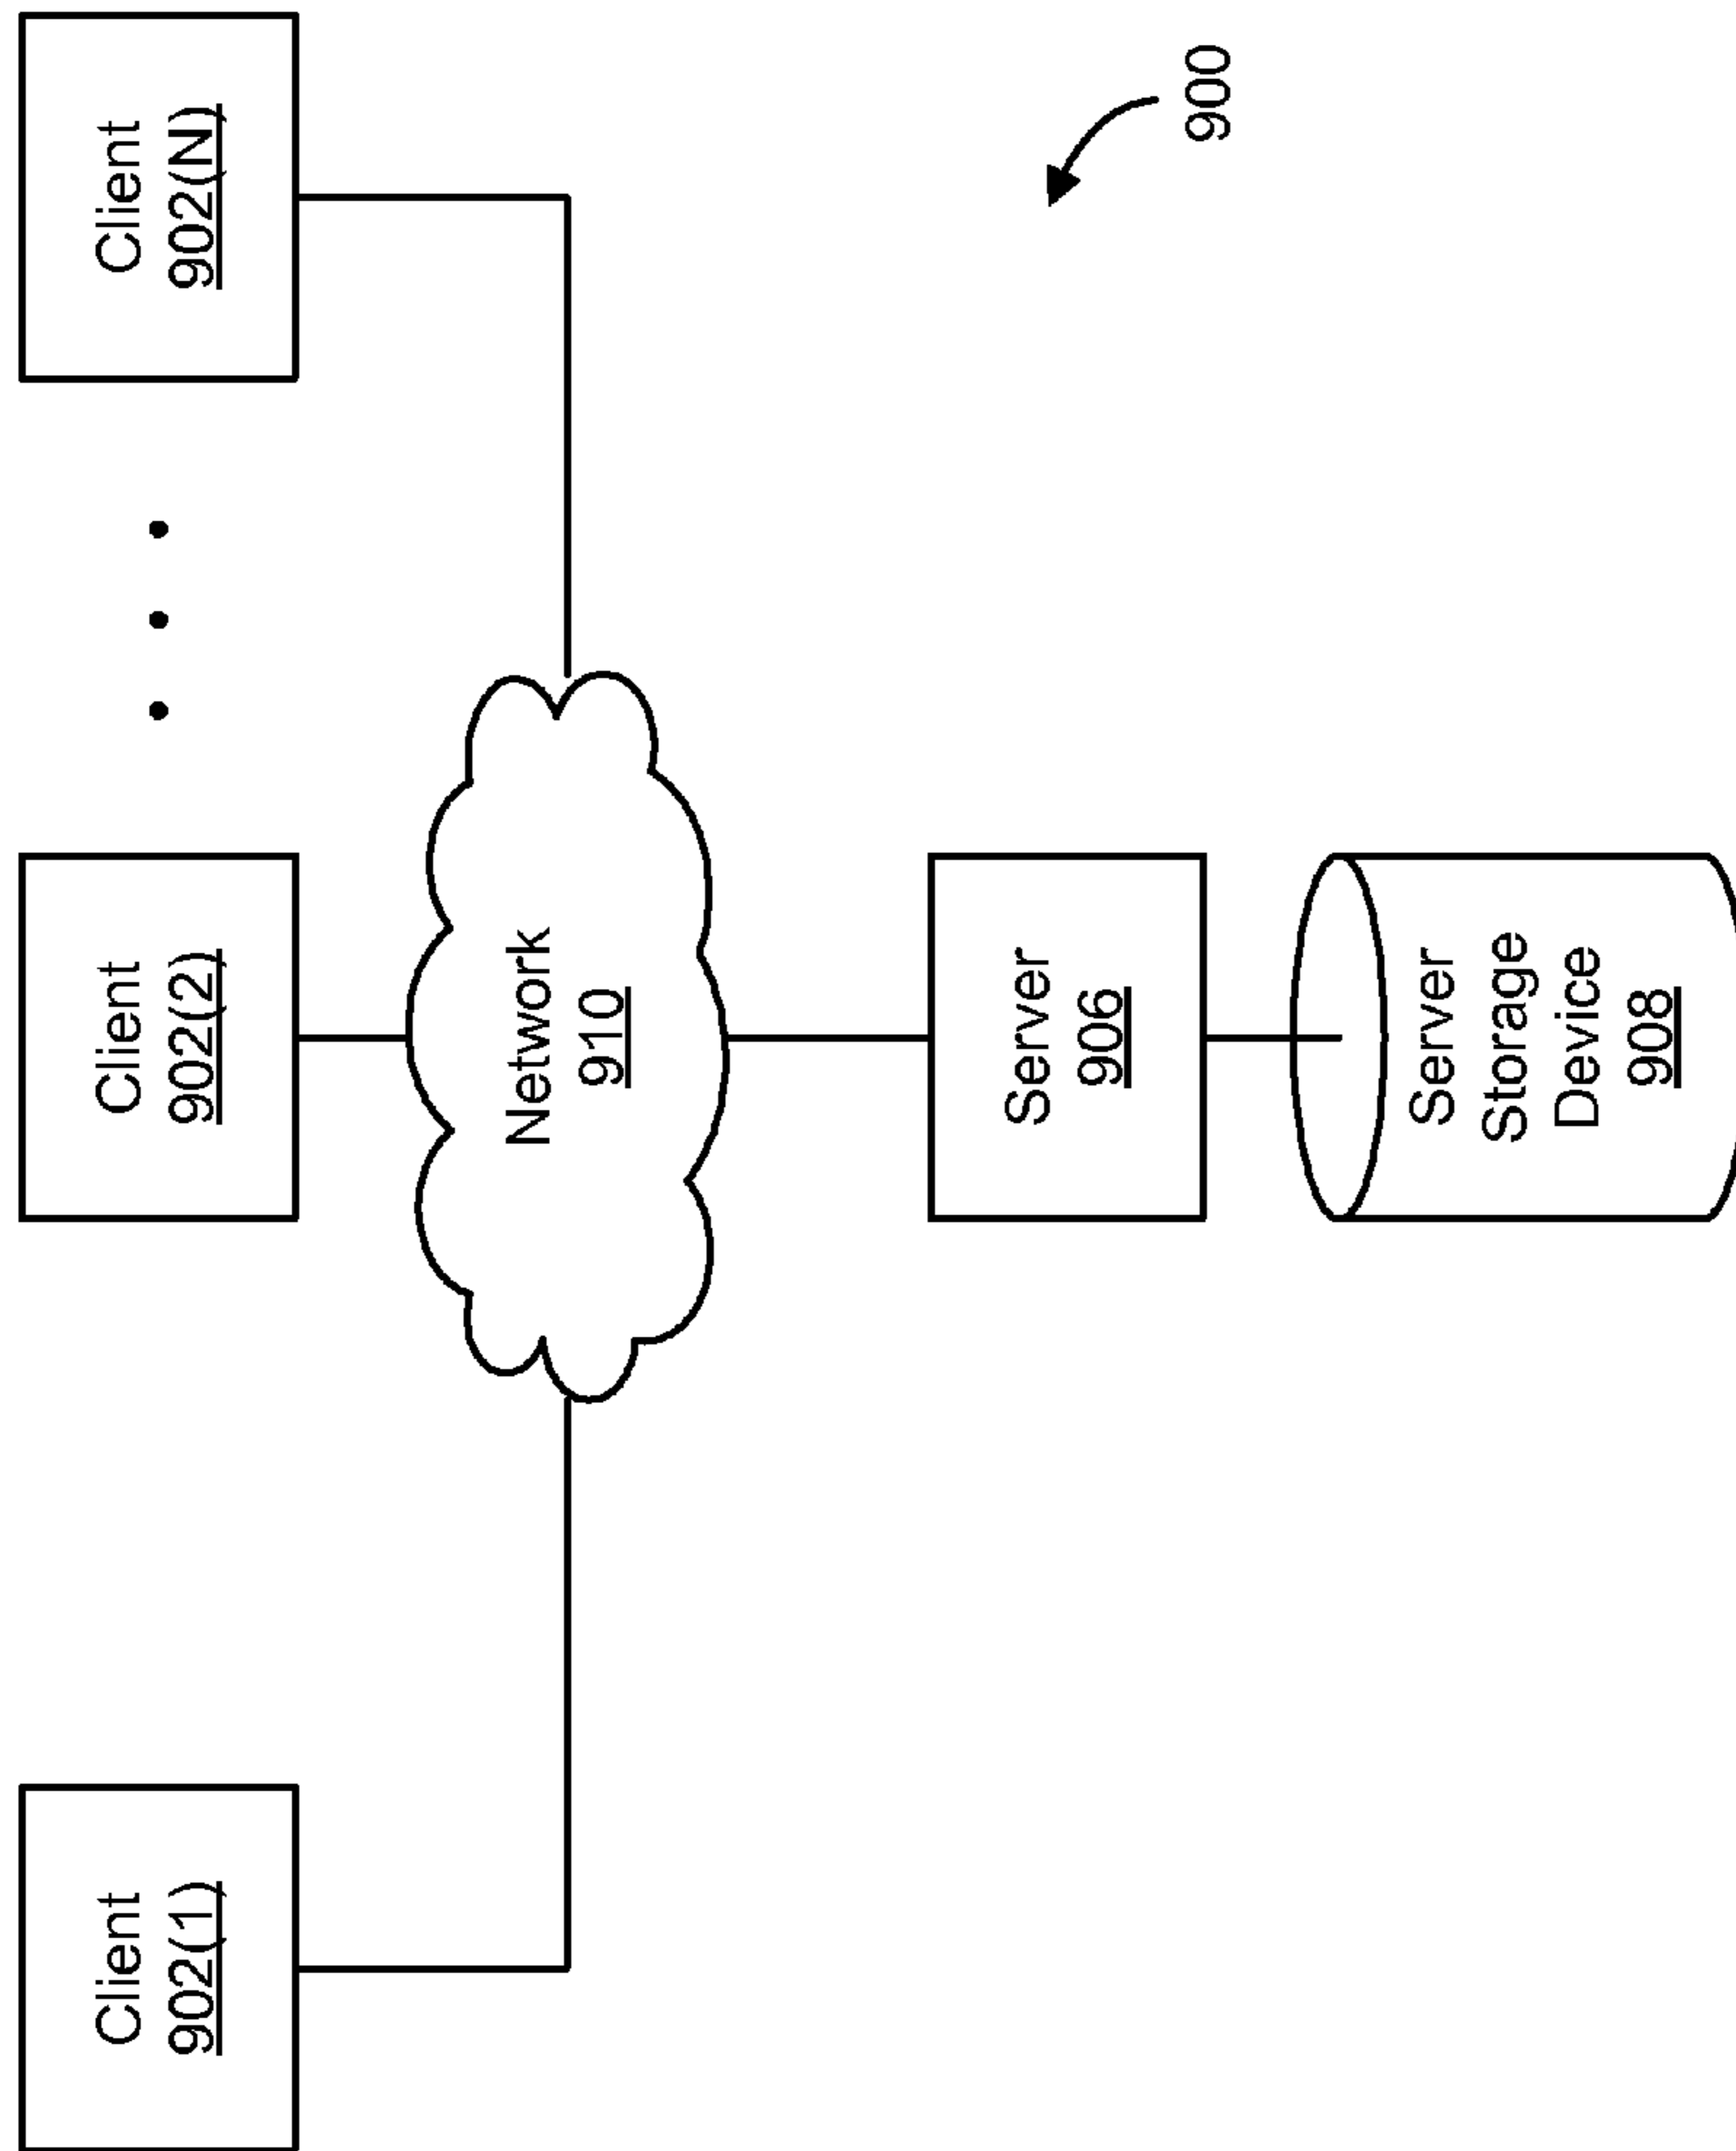 Client
902(1)
Client
902(2)
Client
902(N)
Network
910
Server
906
900
Server
Storage
Device
908